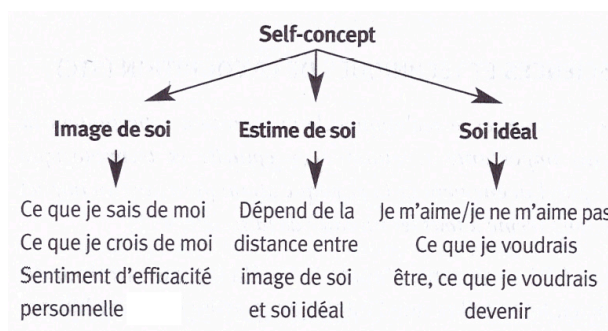 Self-concept
Image de soi
Estime de soi
Soi idéal
Ce que je sais de moi
Ce que je crois de moi
Sentiment d'efficacité
personnelle
Dépend de la
distance entre
image de soi
et soi idéal
Je m'aime/je ne m'aime pas
Ce que je voudrais
être, ce que je voudrais
devenir